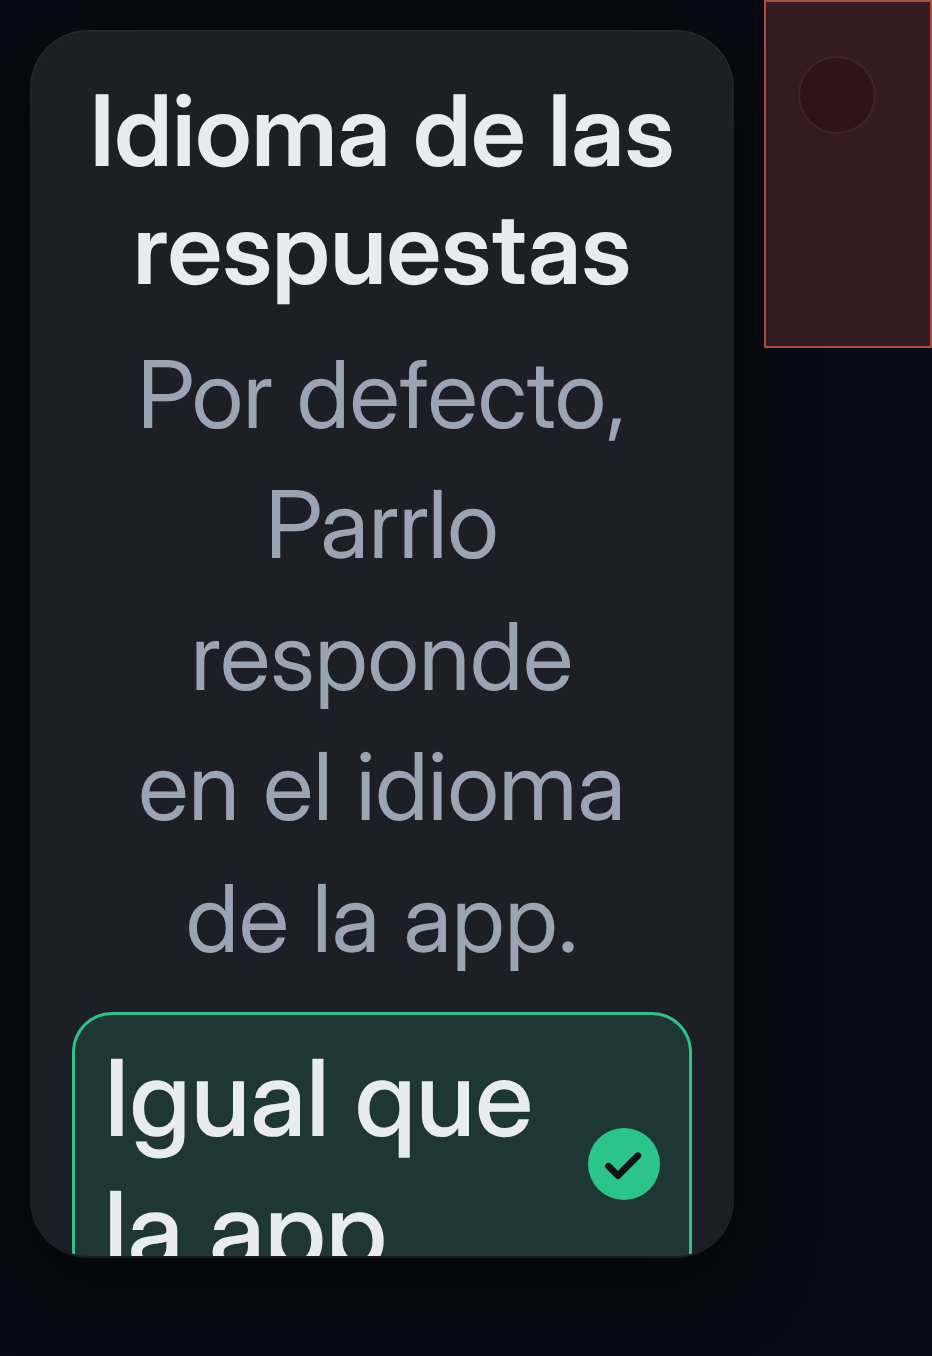 Idioma de las
respuestas
Por defecto,
Parrlo
responde
en el idioma
de la app.
Igual que
la app